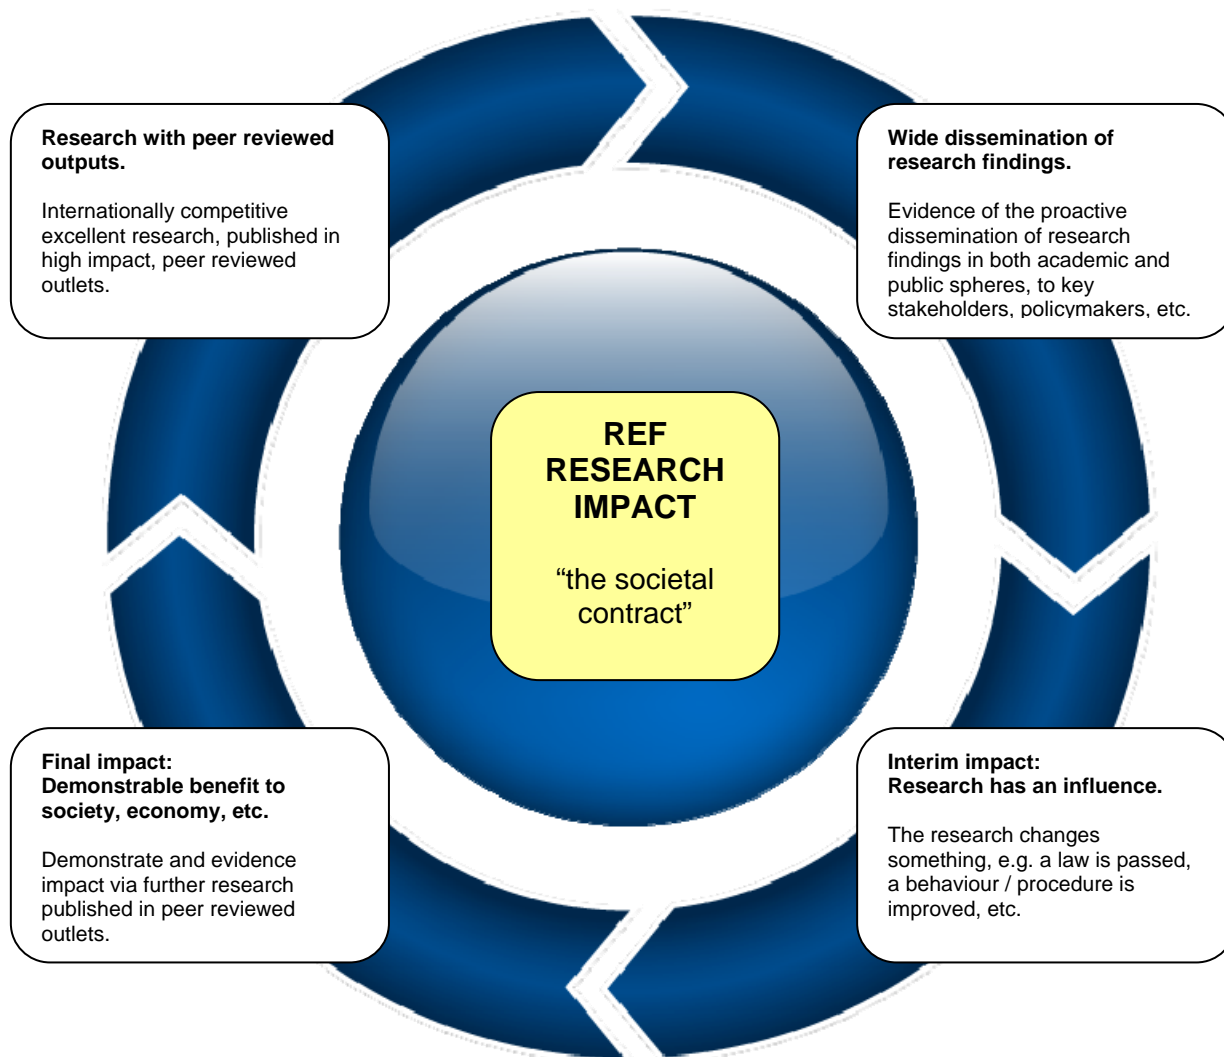 Research with peer reviewed
outputs.
Internationally competitive
excellent research, published in
high impact, peer reviewed
outlets.
Wide dissemination of
research findings.
Evidence of the proactive
dissemination of research
findings in both academic and
public spheres, to key
stakeholders, policymakers, etc.
REF
RESEARCH
IMPACT
“the societal
contract”
Final impact:
Demonstrable benefit to
society, economy, etc.
Demonstrate and evidence
impact via further research
published in peer reviewed
outlets.
Interim impact:
Research has an influence.
The research changes
something, e.g. a law is passed,
a behaviour / procedure is
improved, etc.